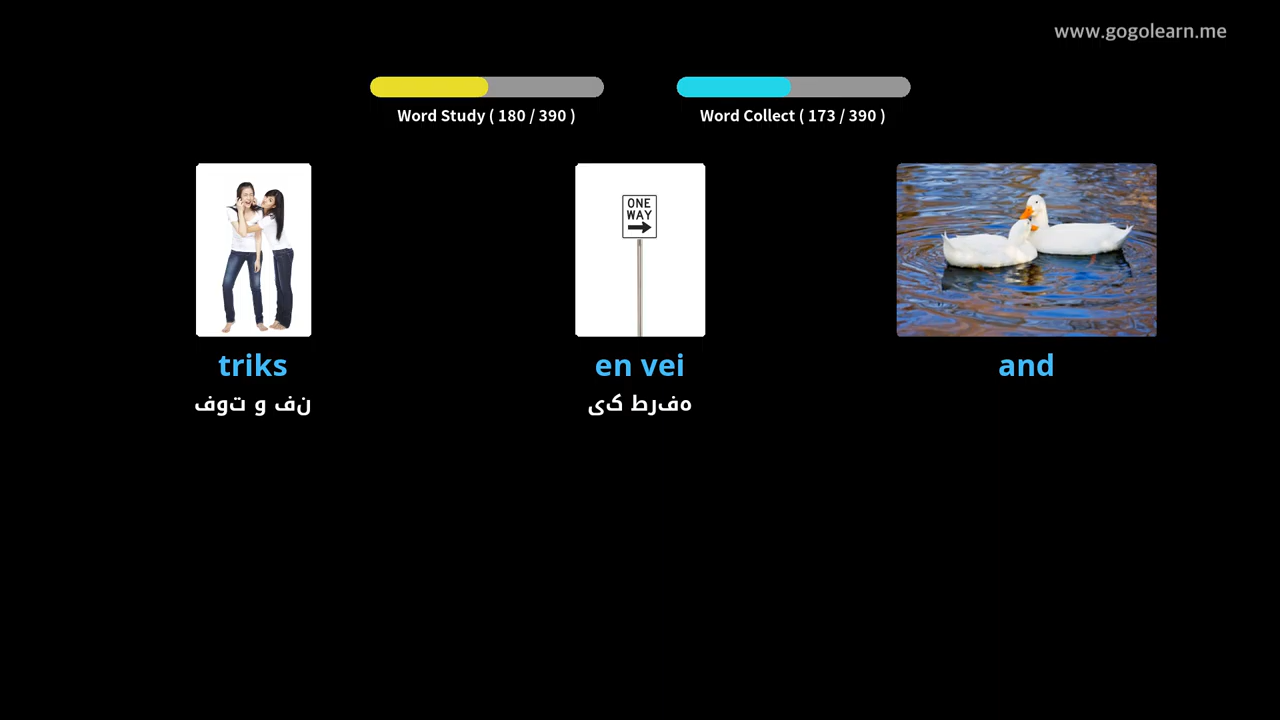 www.gogolearn.me
Word Study ( 180 / 390 )
Word Collect ( 173 / 390 )
triks
en vei
and
نف و توف
هفرط کی
ONE
WAY